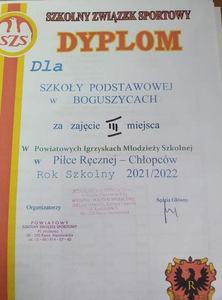 SZKOLNY ZWIĄZEK SPORTOWY
SZS
DYPLOM
Dla
SZKOŁY PODSTAWOWEJ
w BOGUSZYCACH
za zajęcie III miejsca
W Powiatowych Igrzyskach Młodzieży Szkolnej
w Piłce Ręcznej – Chłopców
Rok Szkolny 2021/2022
Organizatorzy
Sędzia Główny
POWIATOWY
SZKOLNY ZWIĄZEK SPORTOWY
R